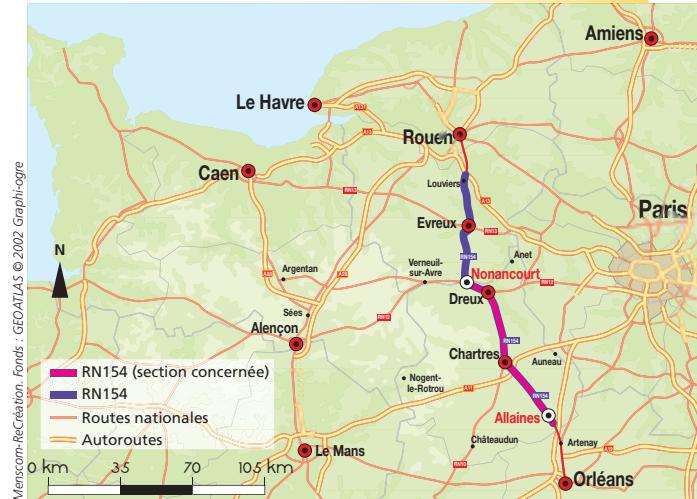 Amiens
Le Havre
A131
A13
Rouen
Caen
Louviers
RN13
A13
Paris
Evreux
RN13
N
RN154
Anet
Argentan
A88
A28
Verneuil-
sur-Avre
Nonancourt
RN12
Dreux
Sées
RN12
Alençon
RN154
Chartres
Auneau
RN154 (section concernée)
RN154
Routes nationales
Autoroutes
Nogent-
le-Rotrou
A11
RN154
Allaines
Châteaudun
Artenay
Le Mans
RN10
0 km
35
70
105 km
Orléans
Menscom-ReCréation. Fonds : GEOATLAS © 2002 Graphi-ogre